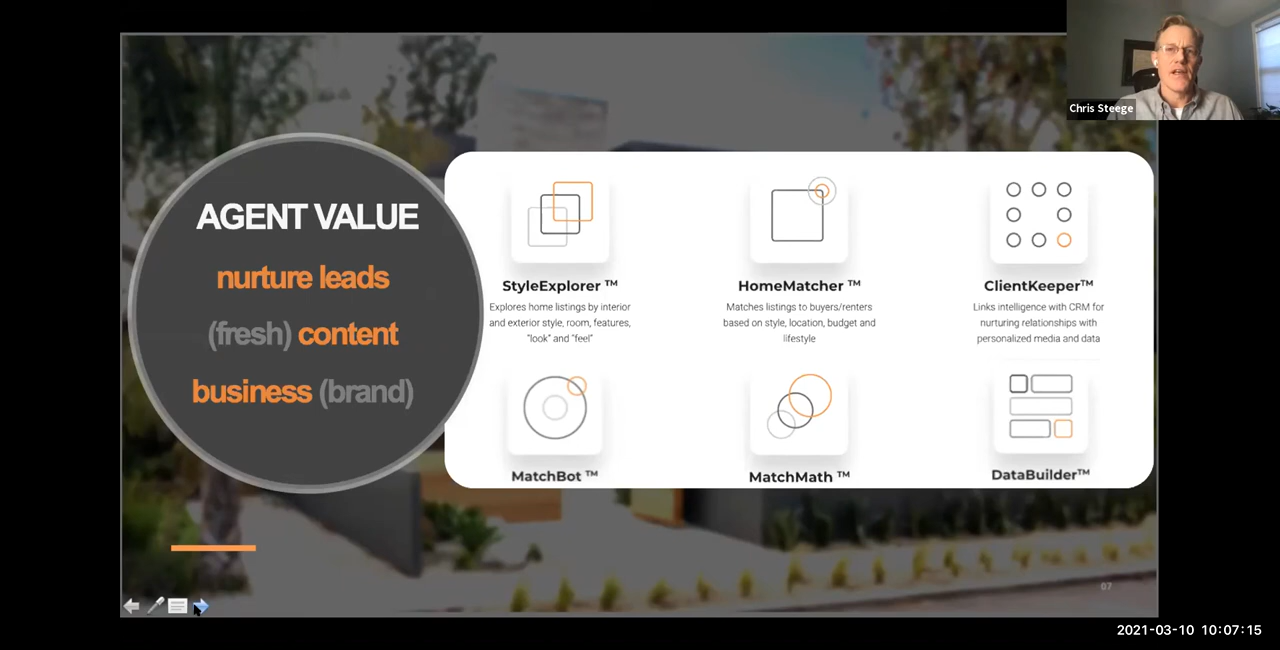 Chris Steege
AGENT VALUE
nurture leads
(fresh) content
business (brand)
StyleExplorer ™
Explores home listings by interior
and exterior style, room, features,
"look" and "feel"
HomeMatcher ™
Matches listings to buyers/renters
based on style, location, budget and
lifestyle
ClientKeeper™
Links intelligence with CRM for
nurturing relationships with
personalized media and data
MatchBot ™
MatchMath ™
DataBuilder™
07
2021-03-10 10:07:15